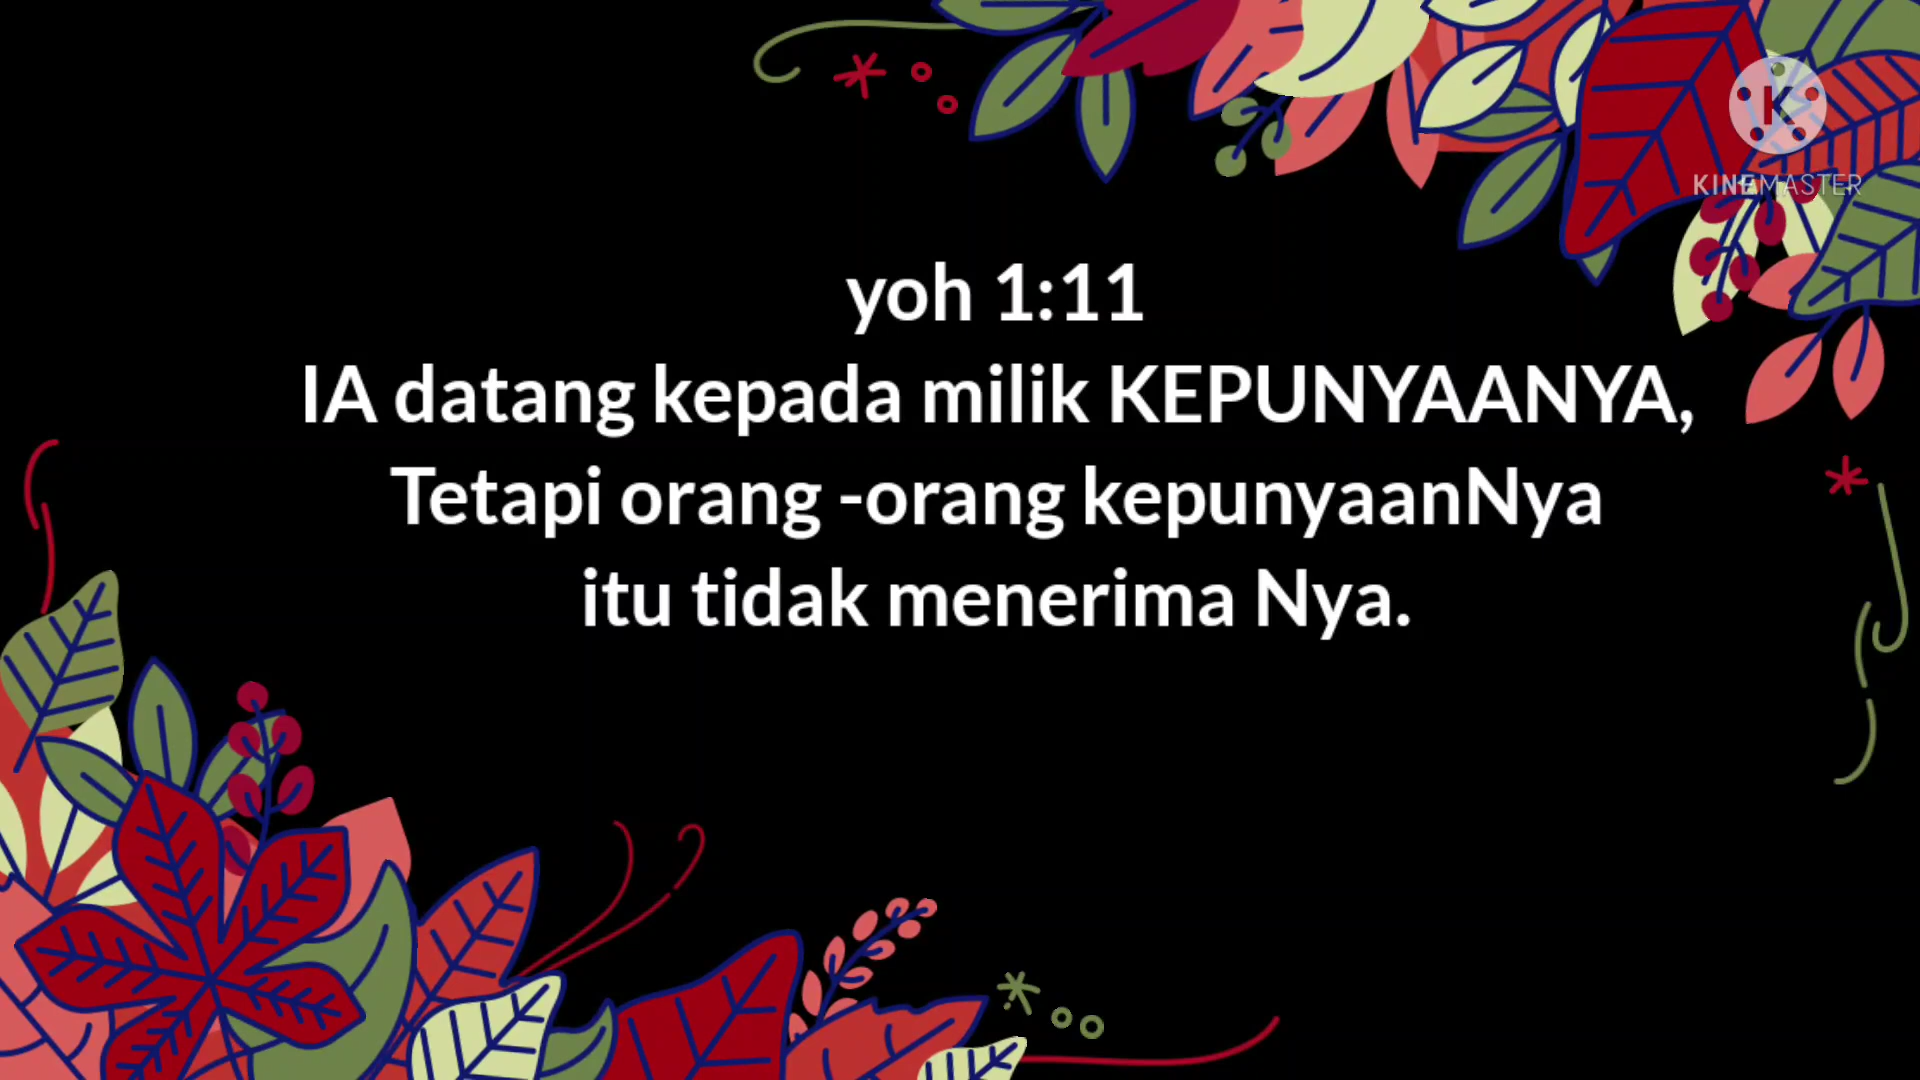 K
KINEMASTER
yoh 1:11
IA datang kepada milik KEPUNYAANYA,
Tetapi orang -orang kepunyaanNya
itu tidak menerima Nya.